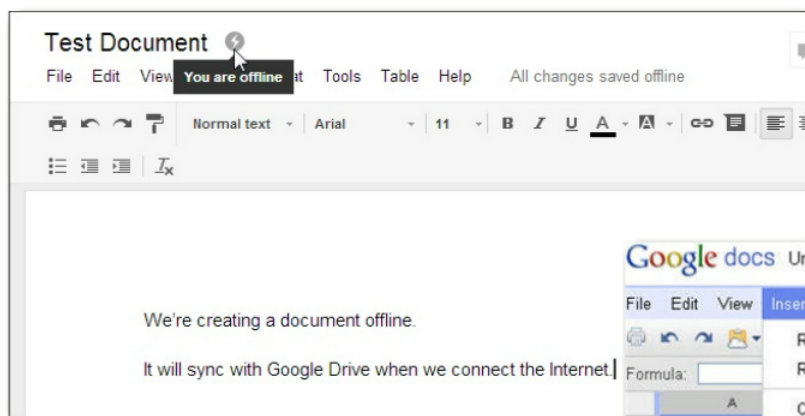 Test Document
You are offline
File Edit View at Tools Table Help All changes saved offline
Normal text Arial 11 B I U A A
We're creating a document offline.
It will sync with Google Drive when we connect the Internet.
Google docs Un
File Edit View Inser
R
Formula: R
A C